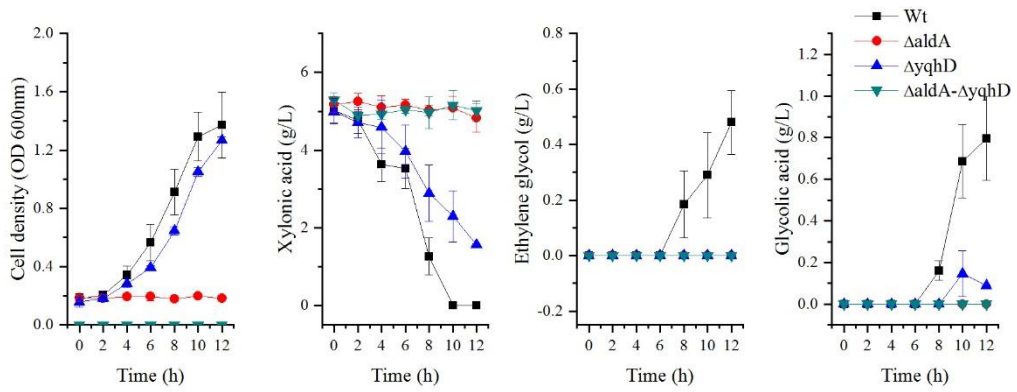 Cell density (OD 600nm)
2.0
1.6
1.2
0.8
0.4
0.0
0 2 4 6 8 10 12
Time (h)
Xylonic acid (g/L)
6
4
2
0
0 2 4 6 8 10 12
Time (h)
Ethylene glycol (g/L)
0.8
0.6
0.4
0.2
0.0
-0.2
0 2 4 6 8 10 12
Time (h)
Glycolic acid (g/L)
1.0
0.8
0.6
0.4
0.2
0.0
0 2 4 6 8 10 12
Time (h)
Wt
ΔaldA
ΔyqhD
ΔaldA-ΔyqhD